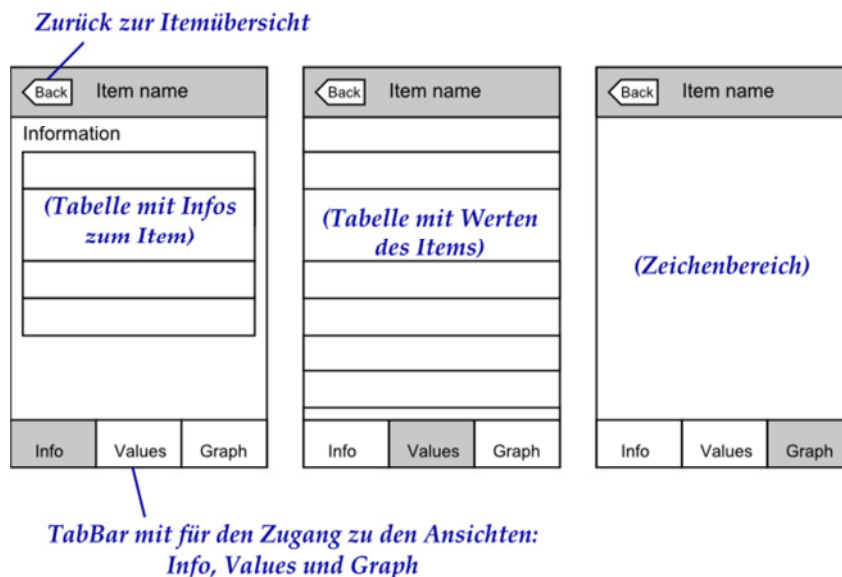 Zurück zur Itemübersicht
Back Item name
Information
(Tabelle mit Infos
zum Item)
Info Values Graph
Back Item name
(Tabelle mit Werten
des Items)
Info Values Graph
Back Item name
(Zeichenbereich)
Info Values Graph
TabBar mit für den Zugang zu den Ansichten:
Info, Values und Graph